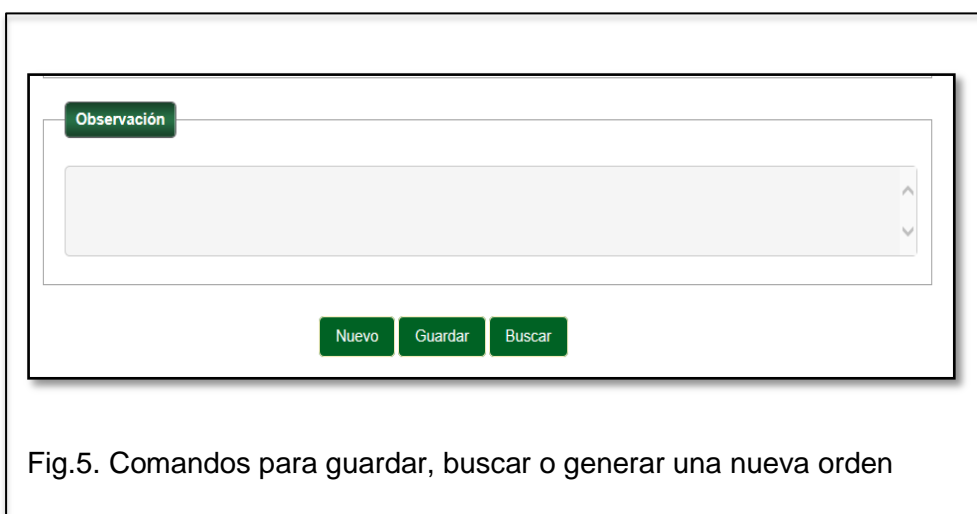 Observación
Nuevo Guardar Buscar
Fig.5. Comandos para guardar, buscar o generar una nueva orden